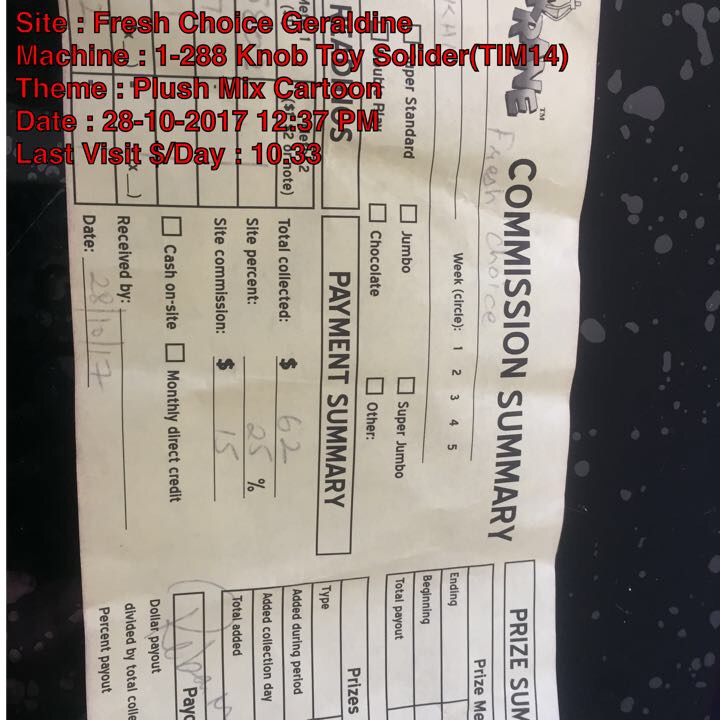 Site : Fresh Choice Geraldine
Machine : 1-288 Knob Toy Solider(TIM14)
Theme : Plush Mix Cartoon
Date : 28-10-2017 12:37 PM
Last Visit $/Day : 10.33
™
COMMISSION SUMMARY
Fresh Choice
Week (circle): 1 2 3 4 5
Standard
Jumbo
Super Jumbo
Chocolate
Other:
PAYMENT SUMMARY
Total collected: $ 62
Site percent: 25 %
Site commission: $ 15
Cash on-site
Monthly direct credit
Received by:
Date: 28/10/17
PRIZE SUM
Prize Me
Ending
Beginning
Total payout
Prizes
Type
Added during period
Added collection day
Total added
Payo
Dollar payout
divided by total colle
Percent payout